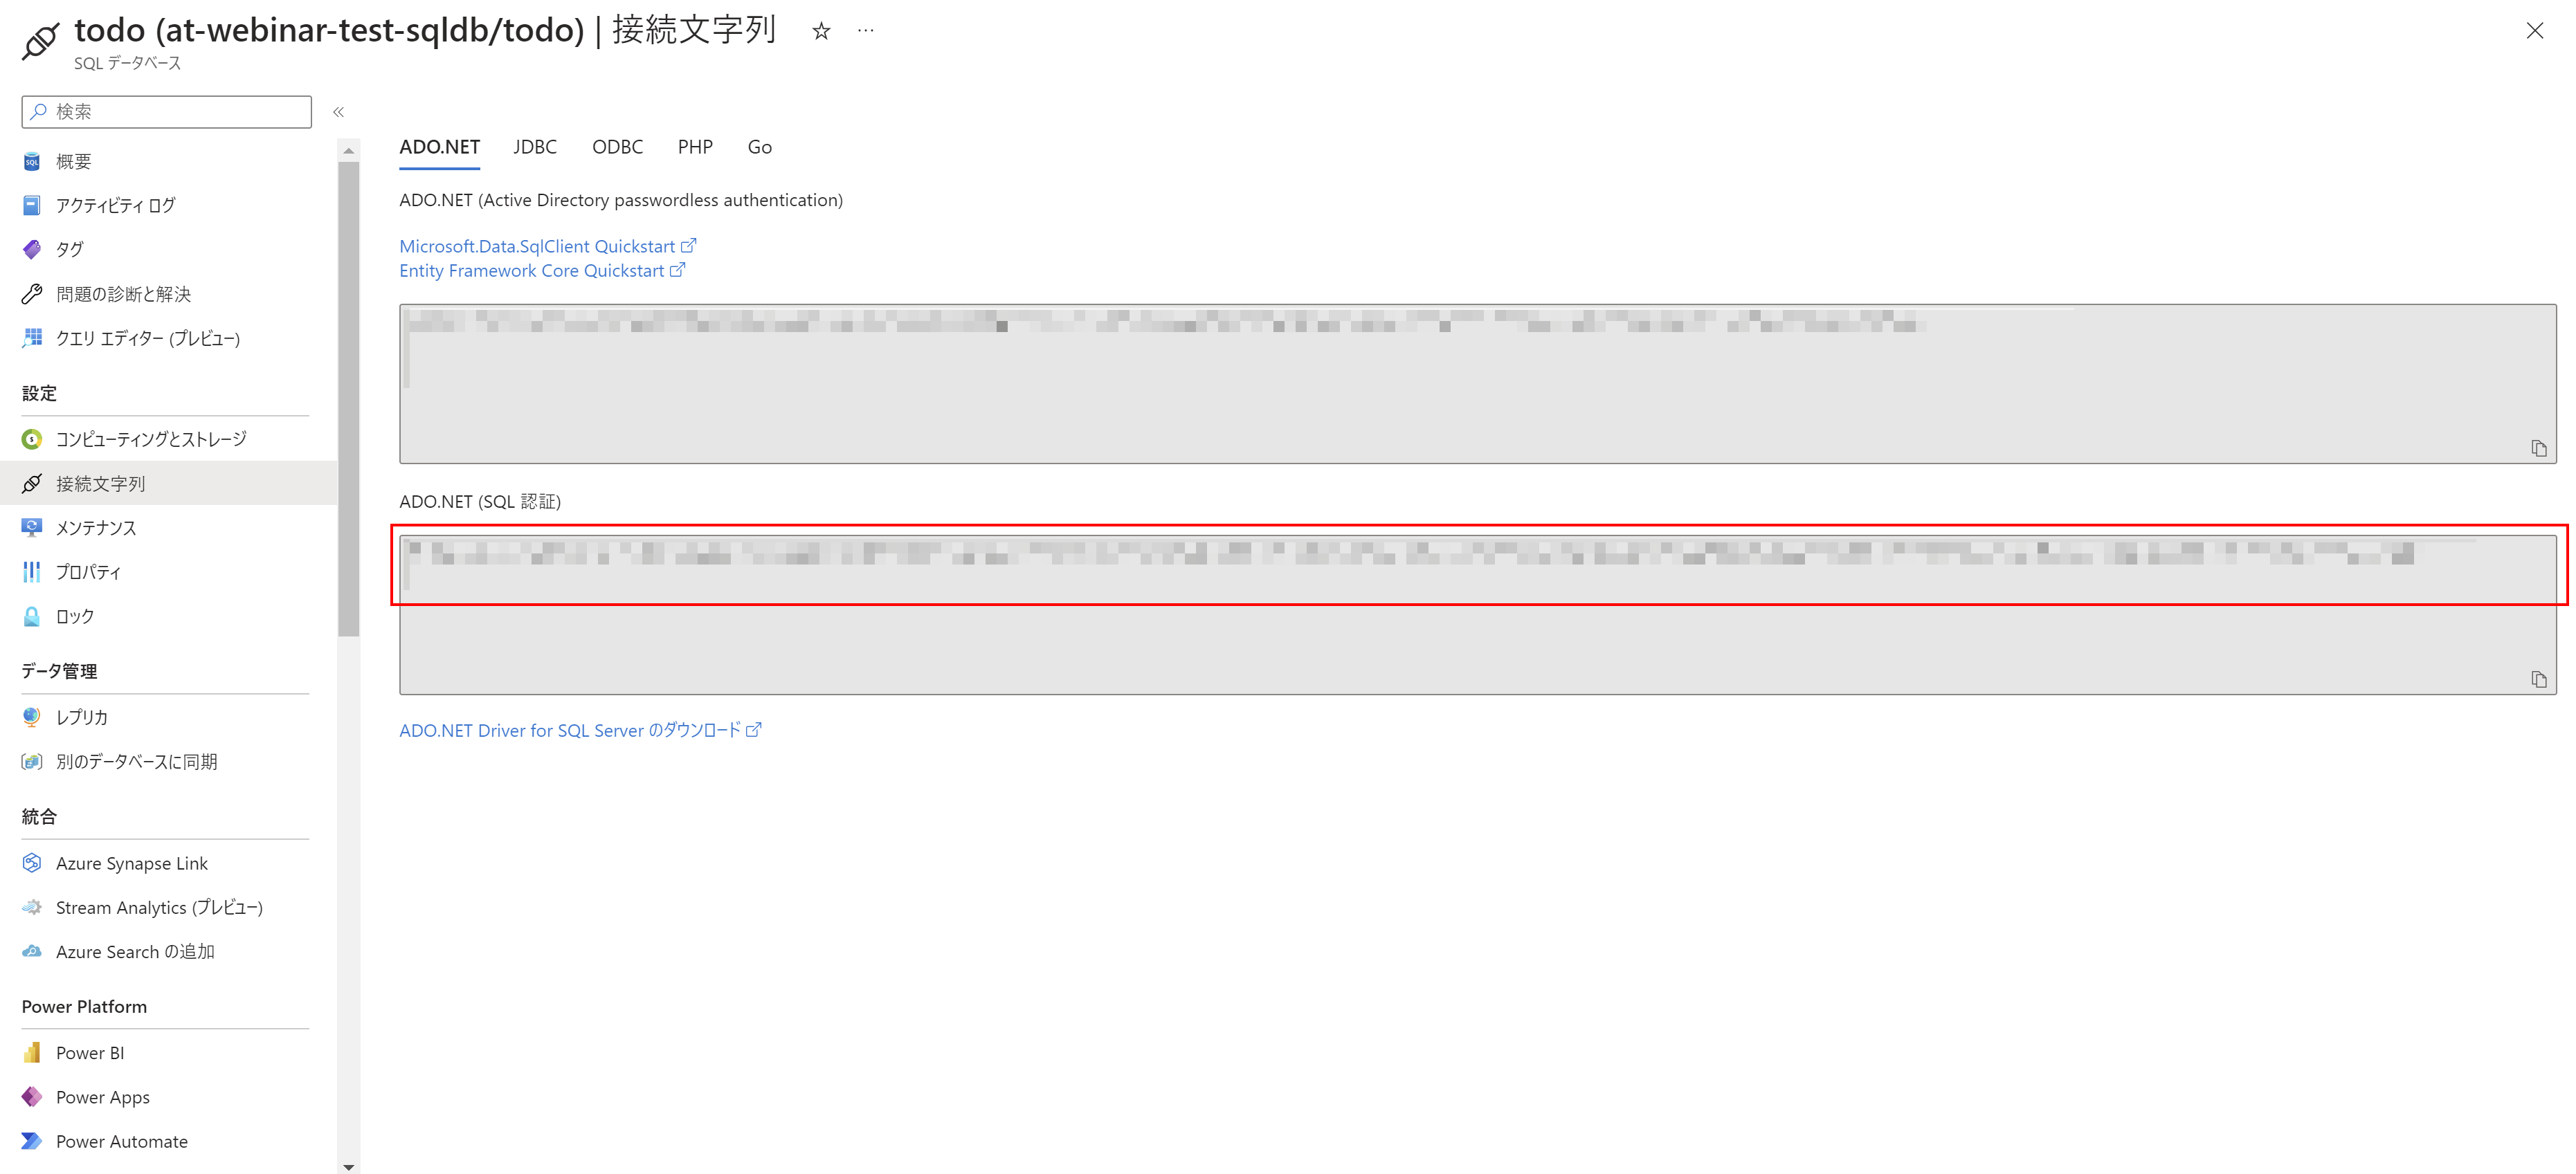 todo (at-webinar-test-sqldb/todo) | 接続文字列
SQL データベース
検索
概要
アクティビティ ログ
タグ
問題の診断と解決
クエリ エディター (プレビュー)
設定
コンピューティングとストレージ
接続文字列
メンテナンス
プロパティ
ロック
データ管理
レプリカ
別のデータベースに同期
統合
Azure Synapse Link
Stream Analytics (プレビュー)
Azure Search の追加
Power Platform
Power BI
Power Apps
Power Automate
ADO.NET JDBC ODBC PHP Go
ADO.NET (Active Directory passwordless authentication)
Microsoft.Data.SqlClient Quickstart
Entity Framework Core Quickstart
ADO.NET (SQL 認証)
ADO.NET Driver for SQL Server のダウンロード